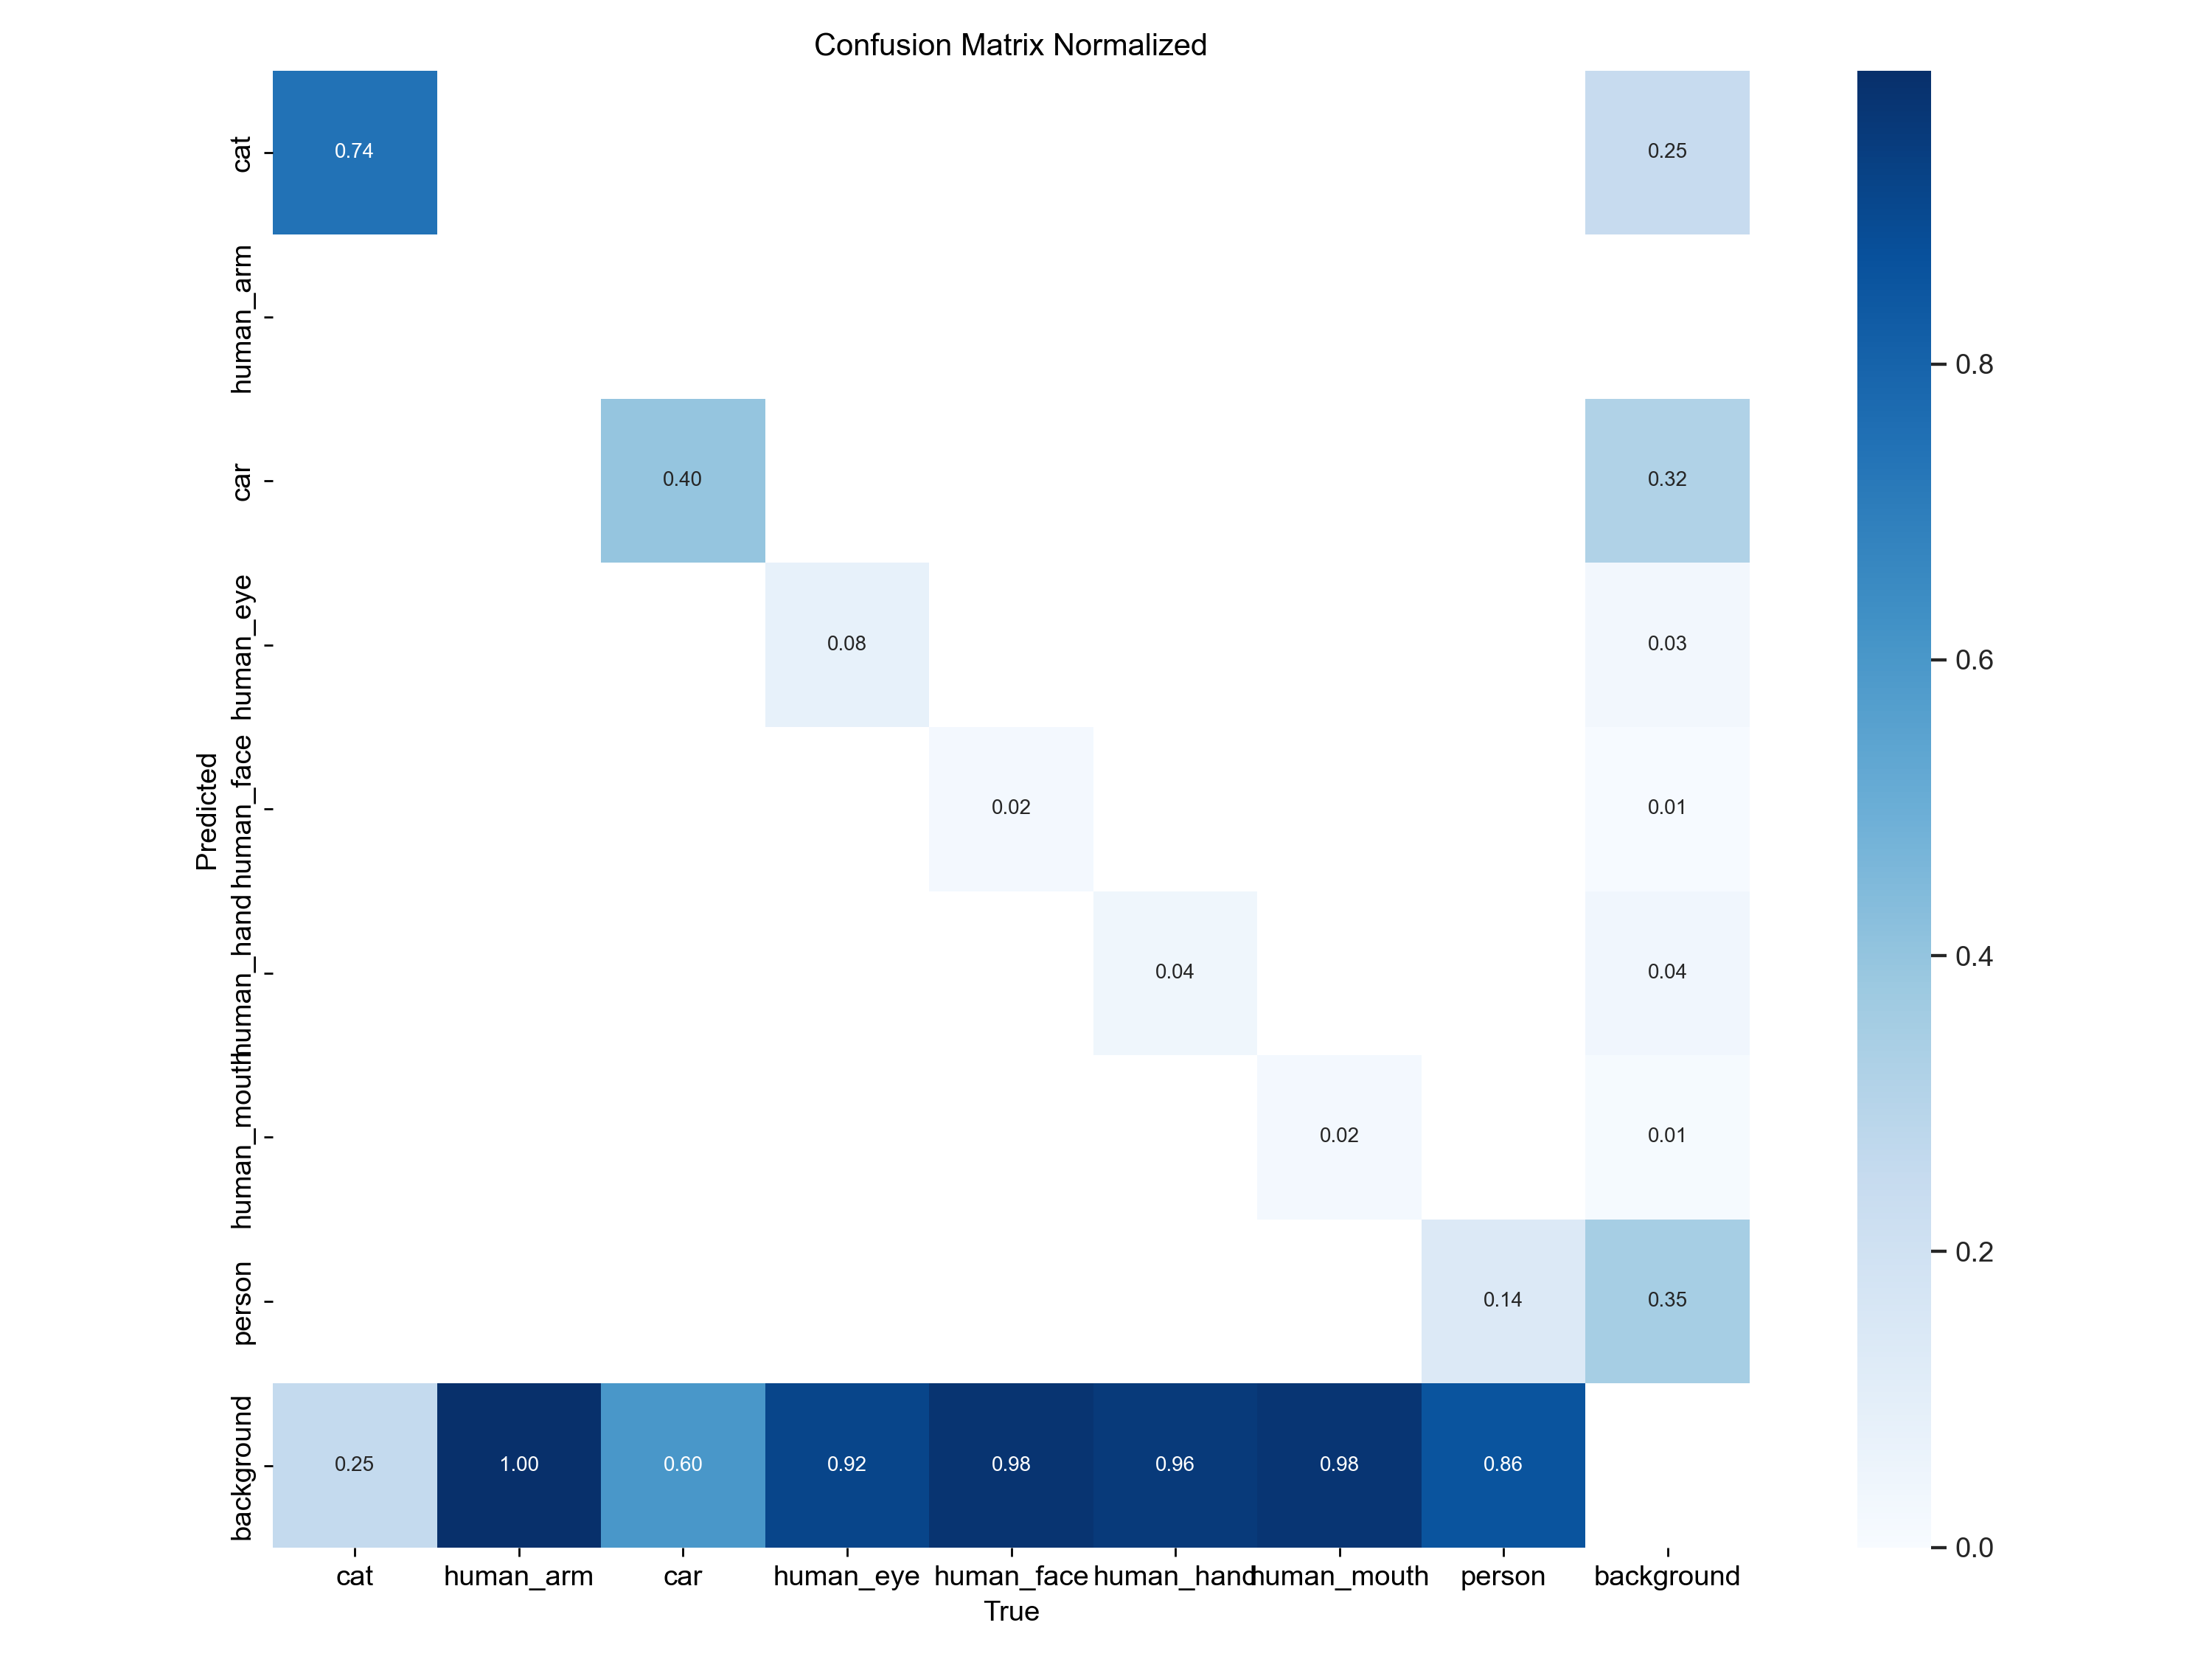 Confusion Matrix Normalized
cat
0.74
0.25
human_arm
car
0.40
0.32
0.8
human_eye
0.08
0.03
0.6
Predicted
human_face
0.02
0.01
human_hand
0.04
0.04
0.4
human_mouth
0.02
0.01
person
0.14
0.35
0.2
background
0.25 1.00 0.60 0.92 0.98 0.96 0.98 0.86
0.0
cat human_arm car human_eye human_face human_hand human_mouth person background
True